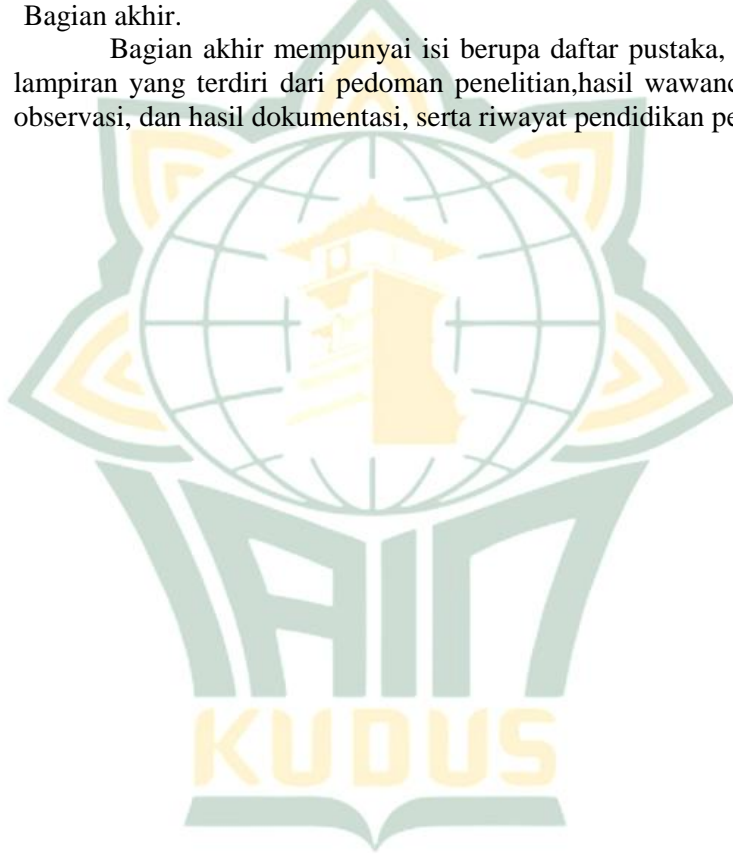 Bagian akhir.
Bagian akhir mempunyai isi berupa daftar pustaka,
lampiran yang terdiri dari pedoman penelitian,hasil
observasi, dan hasil dokumentasi, serta riwayat pendidikan
IAIN
KUDUS